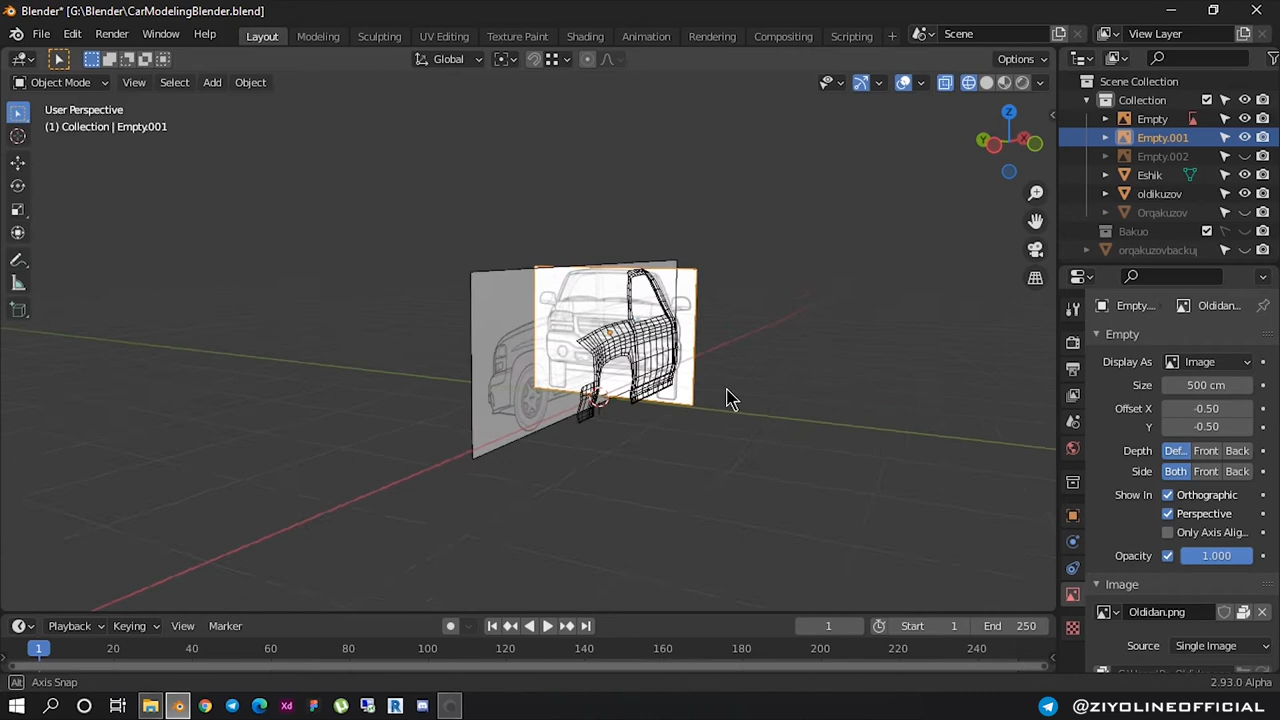 Blender* [G:\Blender\CarModelingBlender.blend]
File Edit Render Window Help Layout Modeling Sculpting UV Editing Texture Paint Shading Animation Rendering Compositing Scripting + Scene View Layer
Global Options
Object Mode View Select Add Object
User Perspective
(1) Collection | Empty.001
Z
Y
X
Scene Collection
Collection
Empty
Empty.001
Empty.002
Eshik
oldikuzov
Orqakuzov
Bakuo
orqakuzovbackuj
Empty.... Oldidan....
Empty
Display As Image
Size 500 cm
Offset X -0.50
Y -0.50
Depth Def... Front Back
Side Both Front Back
Show In Orthographic
Perspective
Only Axis Alig...
Opacity 1.000
Image
Oldidan.png
Source Single Image
Playback Keying View Marker 1 Start 1 End 250
1 20 40 60 80 100 120 140 160 180 200 220 240
Alt Axis Snap 2.93.0 Alpha
Xd R @ZIYOLINEOFFICIAL